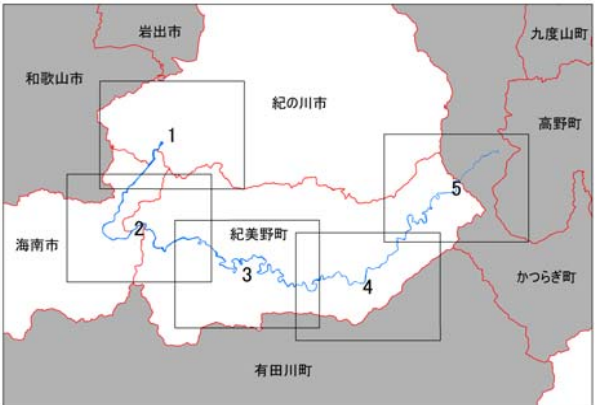 岩出市
九度山町
和歌山市
紀の川市
高野町
1
5
海南市
2
紀美野町
3
4
かつらぎ町
有田川町